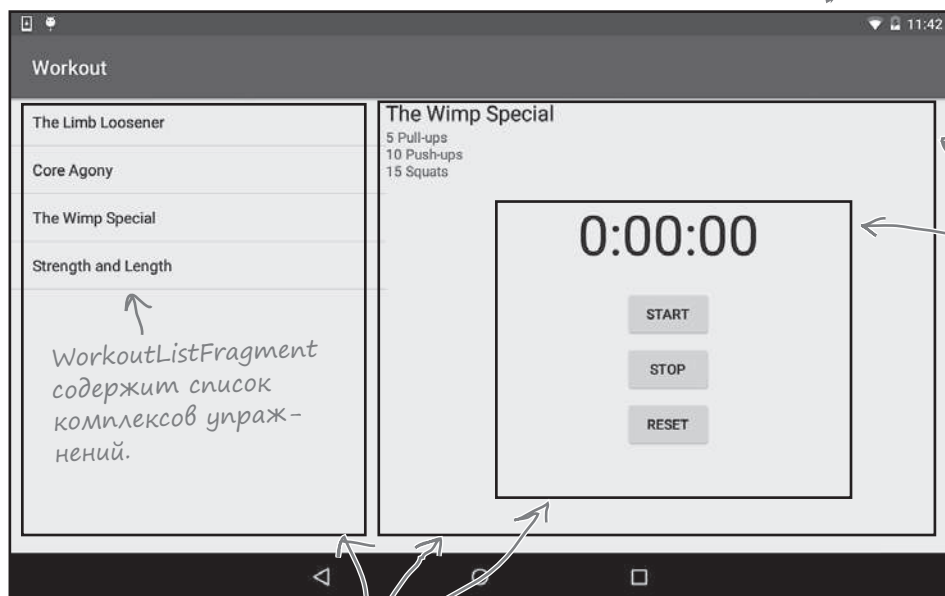 11:42
Workout
The Limb Loosener
Core Agony
The Wimp Special
Strength and Length
WorkoutListFragment
содержит список
комплексов упраж-
нений.
The Wimp Special
5 Pull-ups
10 Push-ups
15 Squats
0:00:00
START
STOP
RESET